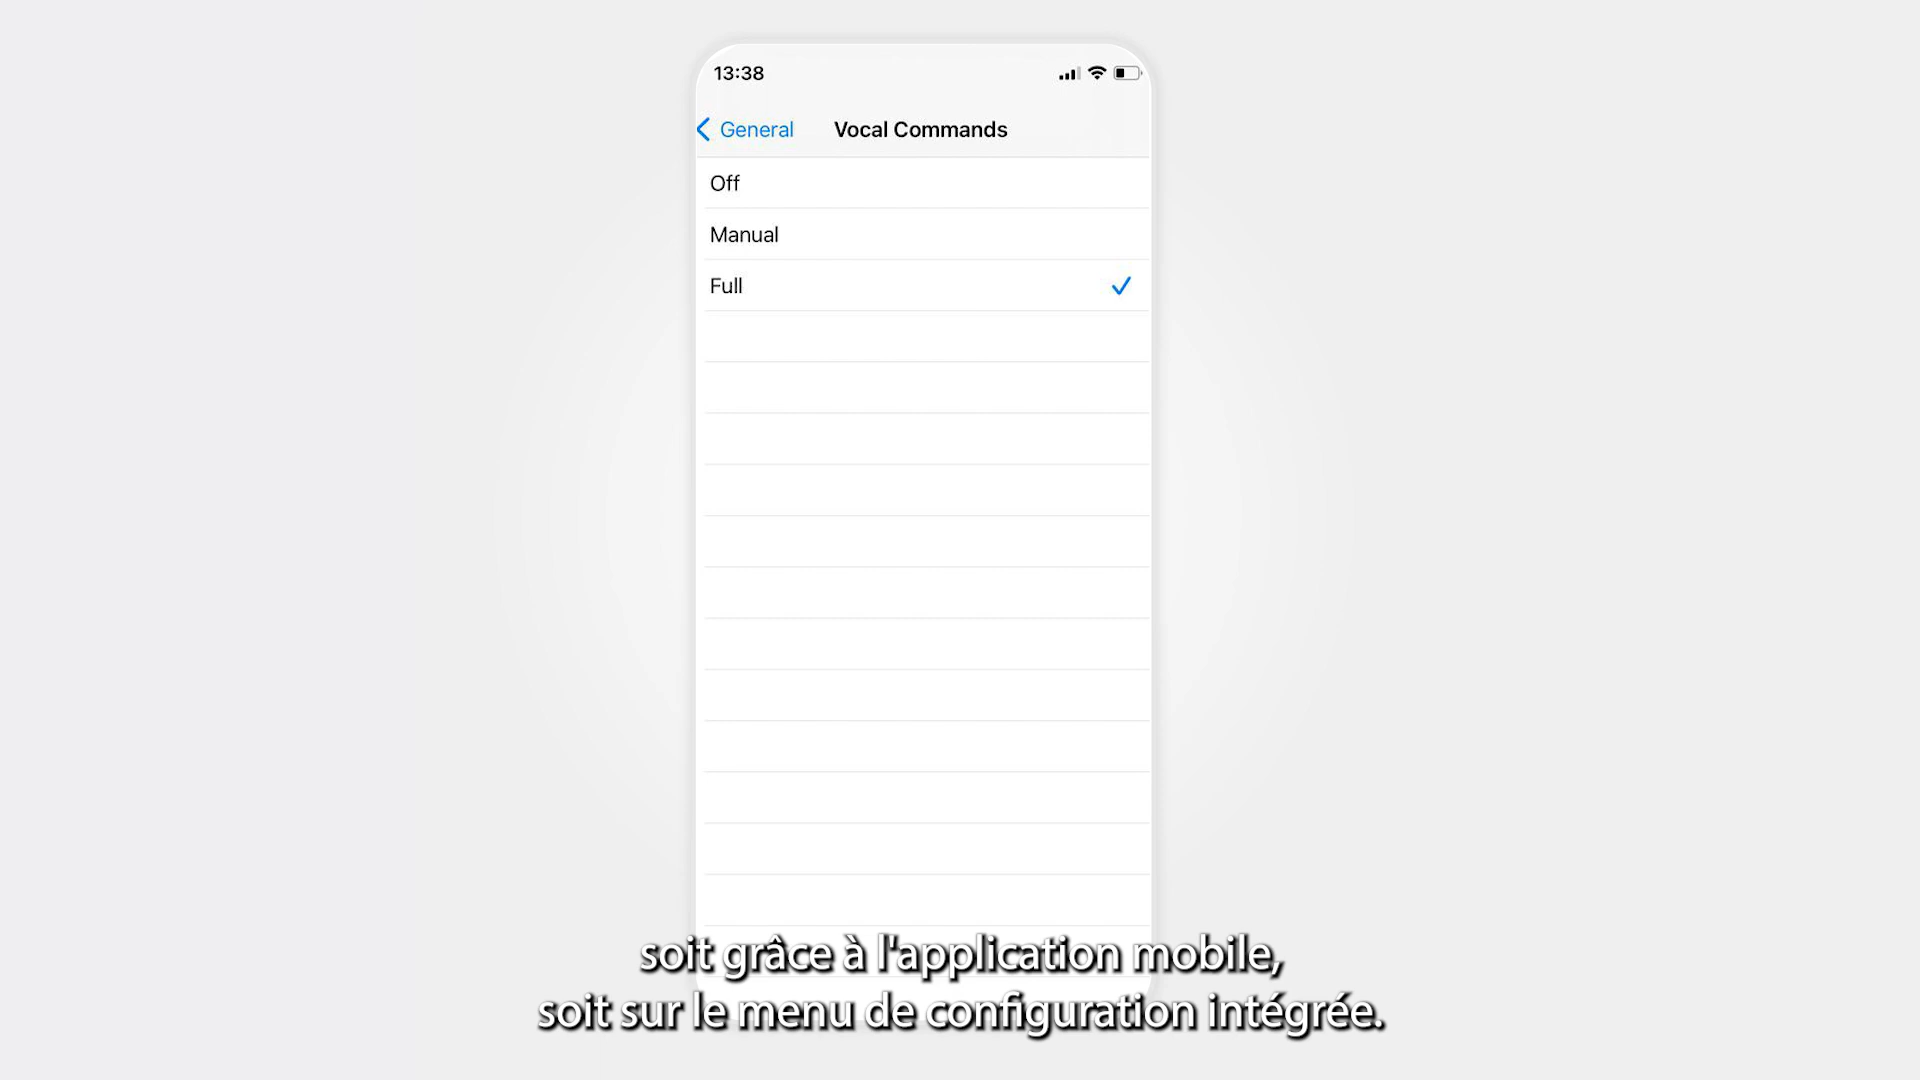 13:38
General
Vocal Commands
Off
Manual
Full
soit grâce à l'application mobile,
soit sur le menu de configuration intégrée.